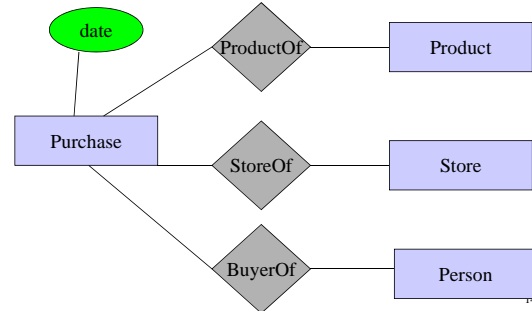 date
ProductOf
Product
Purchase
StoreOf
Store
BuyerOf
Person